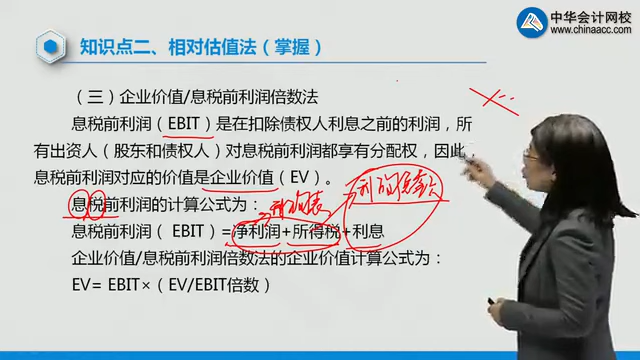 中华会计网校
www.chinaacc.com
知识点二、相对估值法（掌握）
（三）企业价值/息税前利润倍数法
息税前利润（EBIT）是在扣除债权人利息之前的利润，所
有出资人（股东和债权人）对息税前利润都享有分配权，因此，
息税前利润对应的价值是企业价值（EV）。
息税前利润的计算公式为：
息税前利润（ EBIT）=净利润+所得税+利息
企业价值/息税前利润倍数法的企业价值计算公式为：
EV= EBIT×（EV/EBIT倍数）